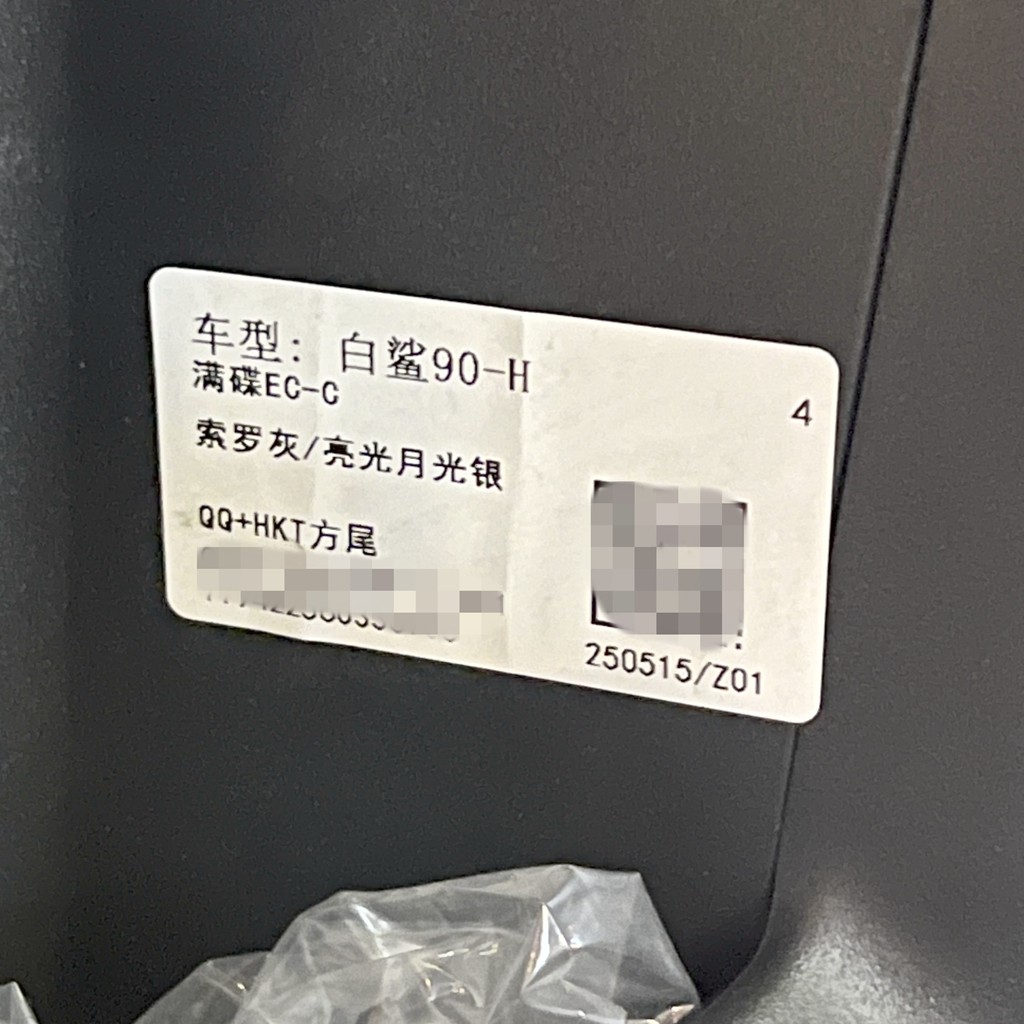 车型: 白鲨90-H
满碟EC-C
4
索罗灰/亮光月光银
QQ+HKT方尾
250515/Z01